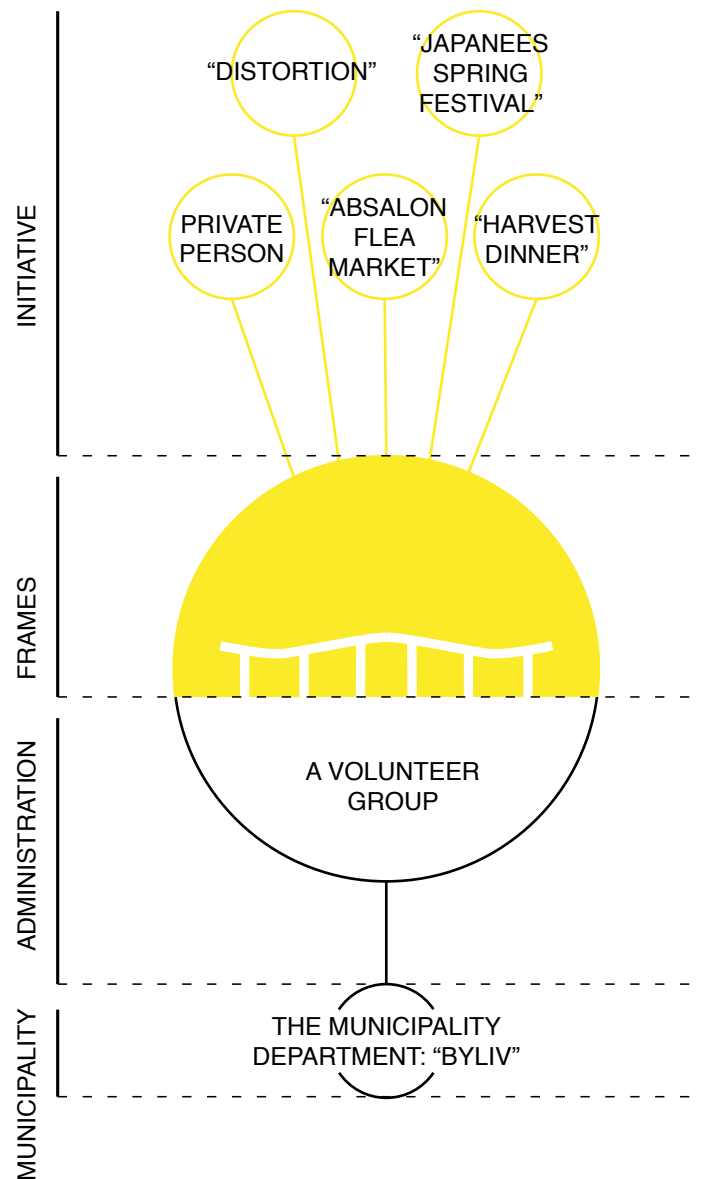 “DISTORTION”
“JAPANEES
SPRING
FESTIVAL”
PRIVATE
PERSON
“ABSALON
FLEA
MARKET”
“HARVEST
DINNER”
INITIATIVE
FRAMES
A VOLUNTEER
GROUP
ADMINISTRATION
THE MUNICIPALITY
DEPARTMENT: “BYLIV”
MUNICIPALITY